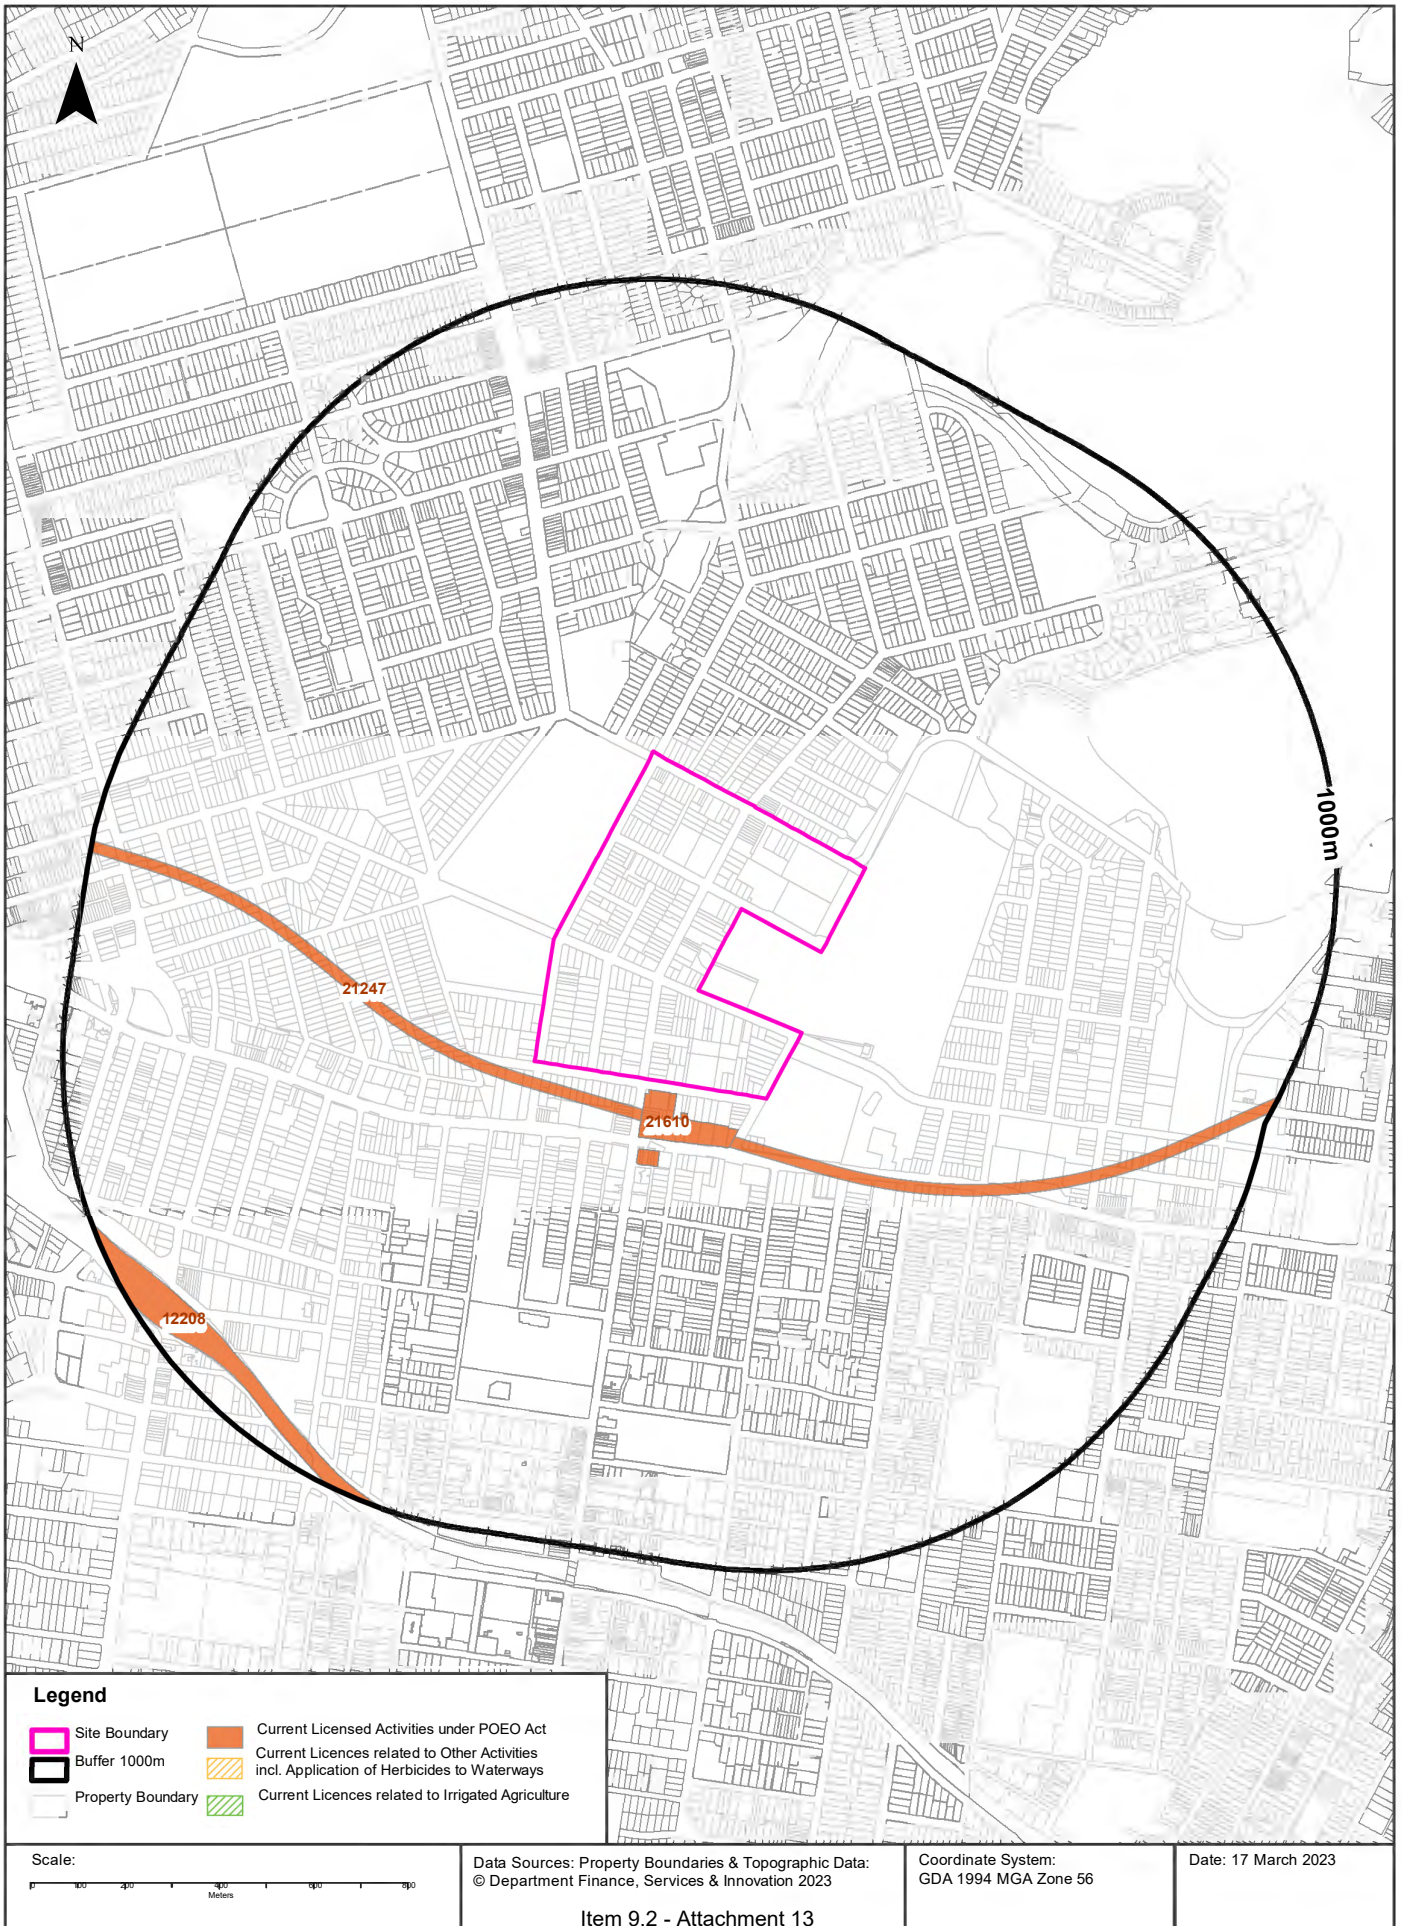 N
1000m
21247
21610
12208
Legend
Site Boundary
Buffer 1000m
Property Boundary
Current Licensed Activities under POEO Act
Current Licences related to Other Activities
incl. Application of Herbicides to Waterways
Current Licences related to Irrigated Agriculture
Scale:
0 100 200 400 600 800
Meters
Data Sources: Property Boundaries & Topographic Data:
© Department Finance, Services & Innovation 2023
Coordinate System:
GDA 1994 MGA Zone 56
Date: 17 March 2023
Item 9.2 - Attachment 13